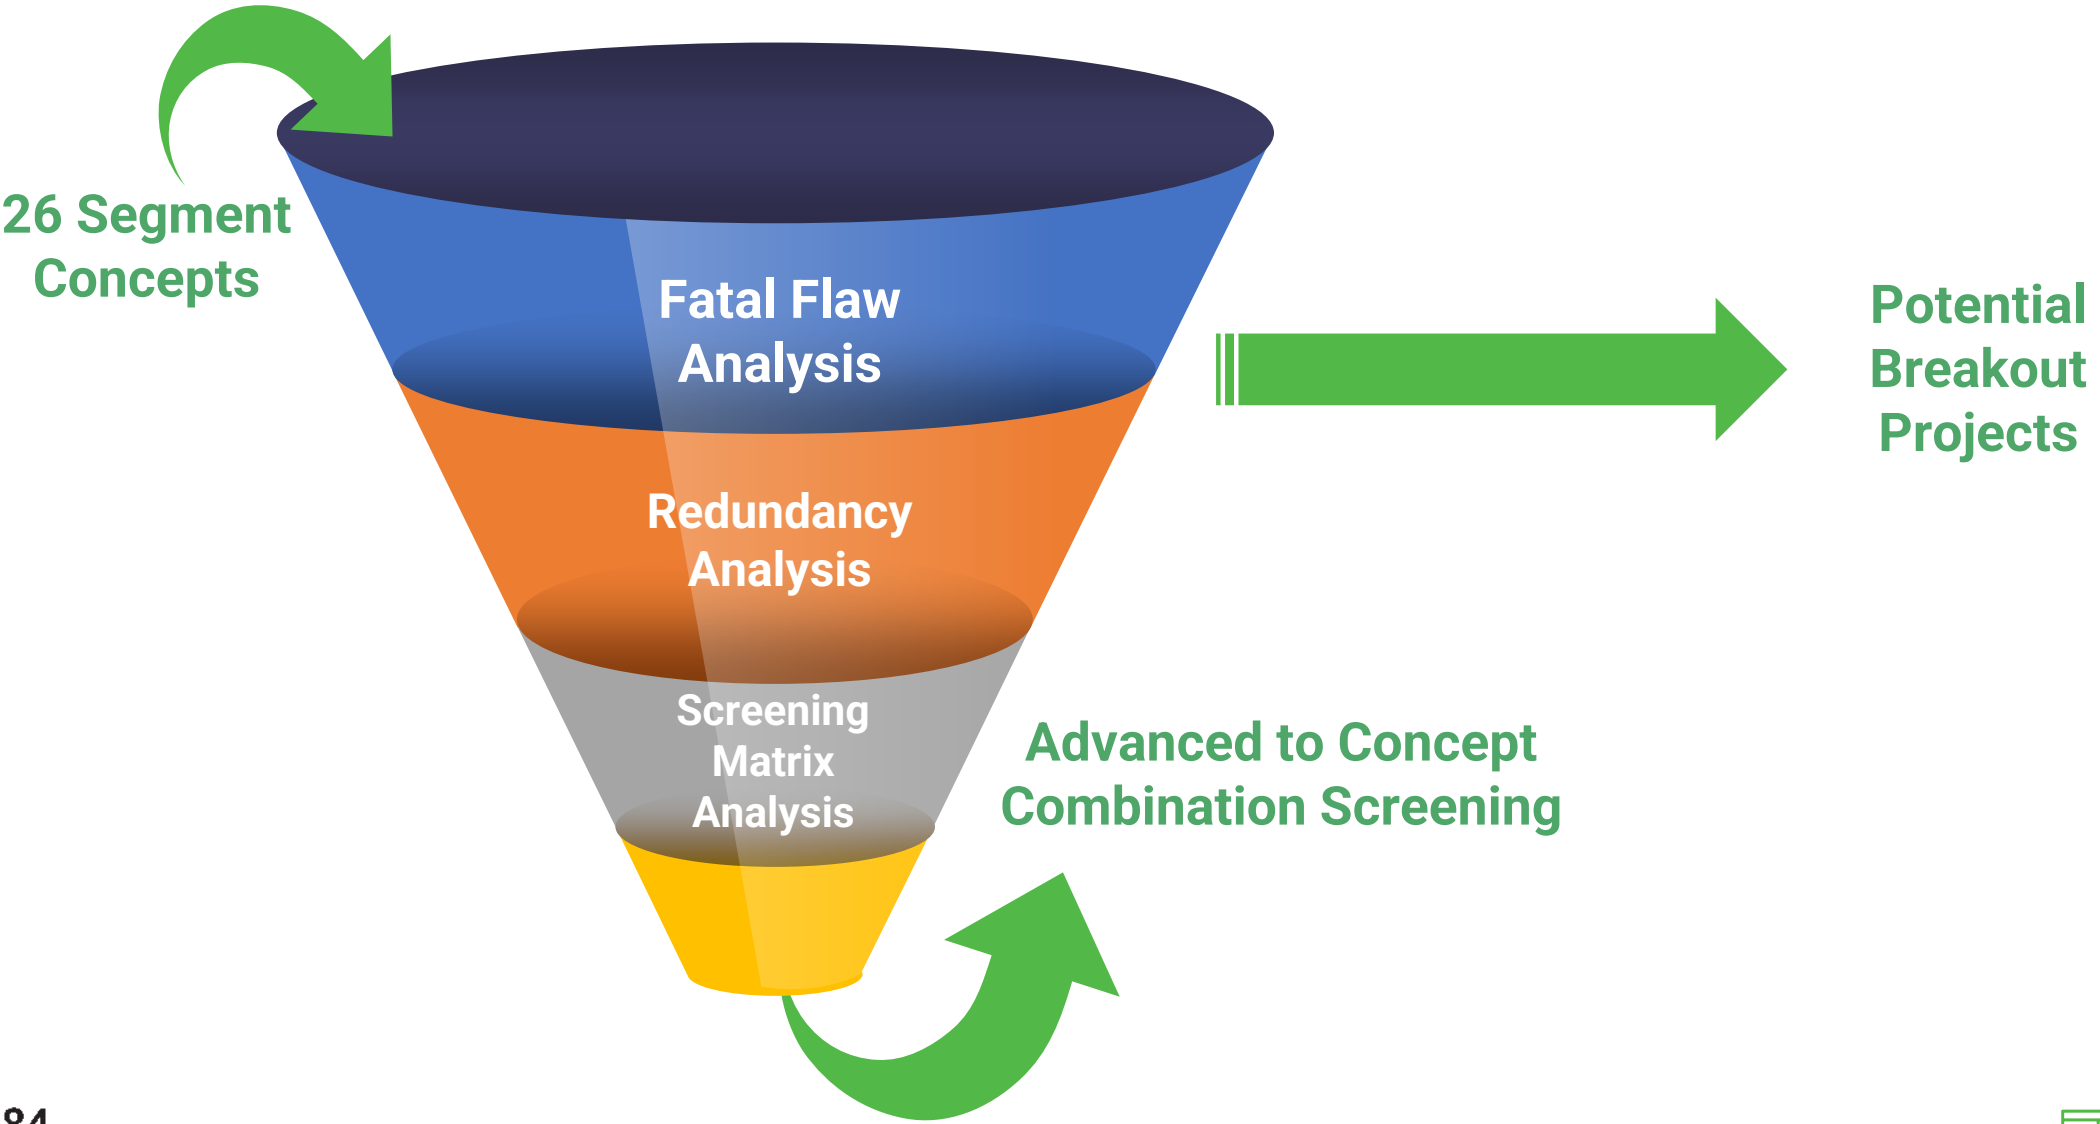 26 Segment
Concepts
Fatal Flaw
Analysis
Potential
Breakout
Projects
Redundancy
Analysis
Screening
Matrix
Analysis
Advanced to Concept
Combination Screening
84